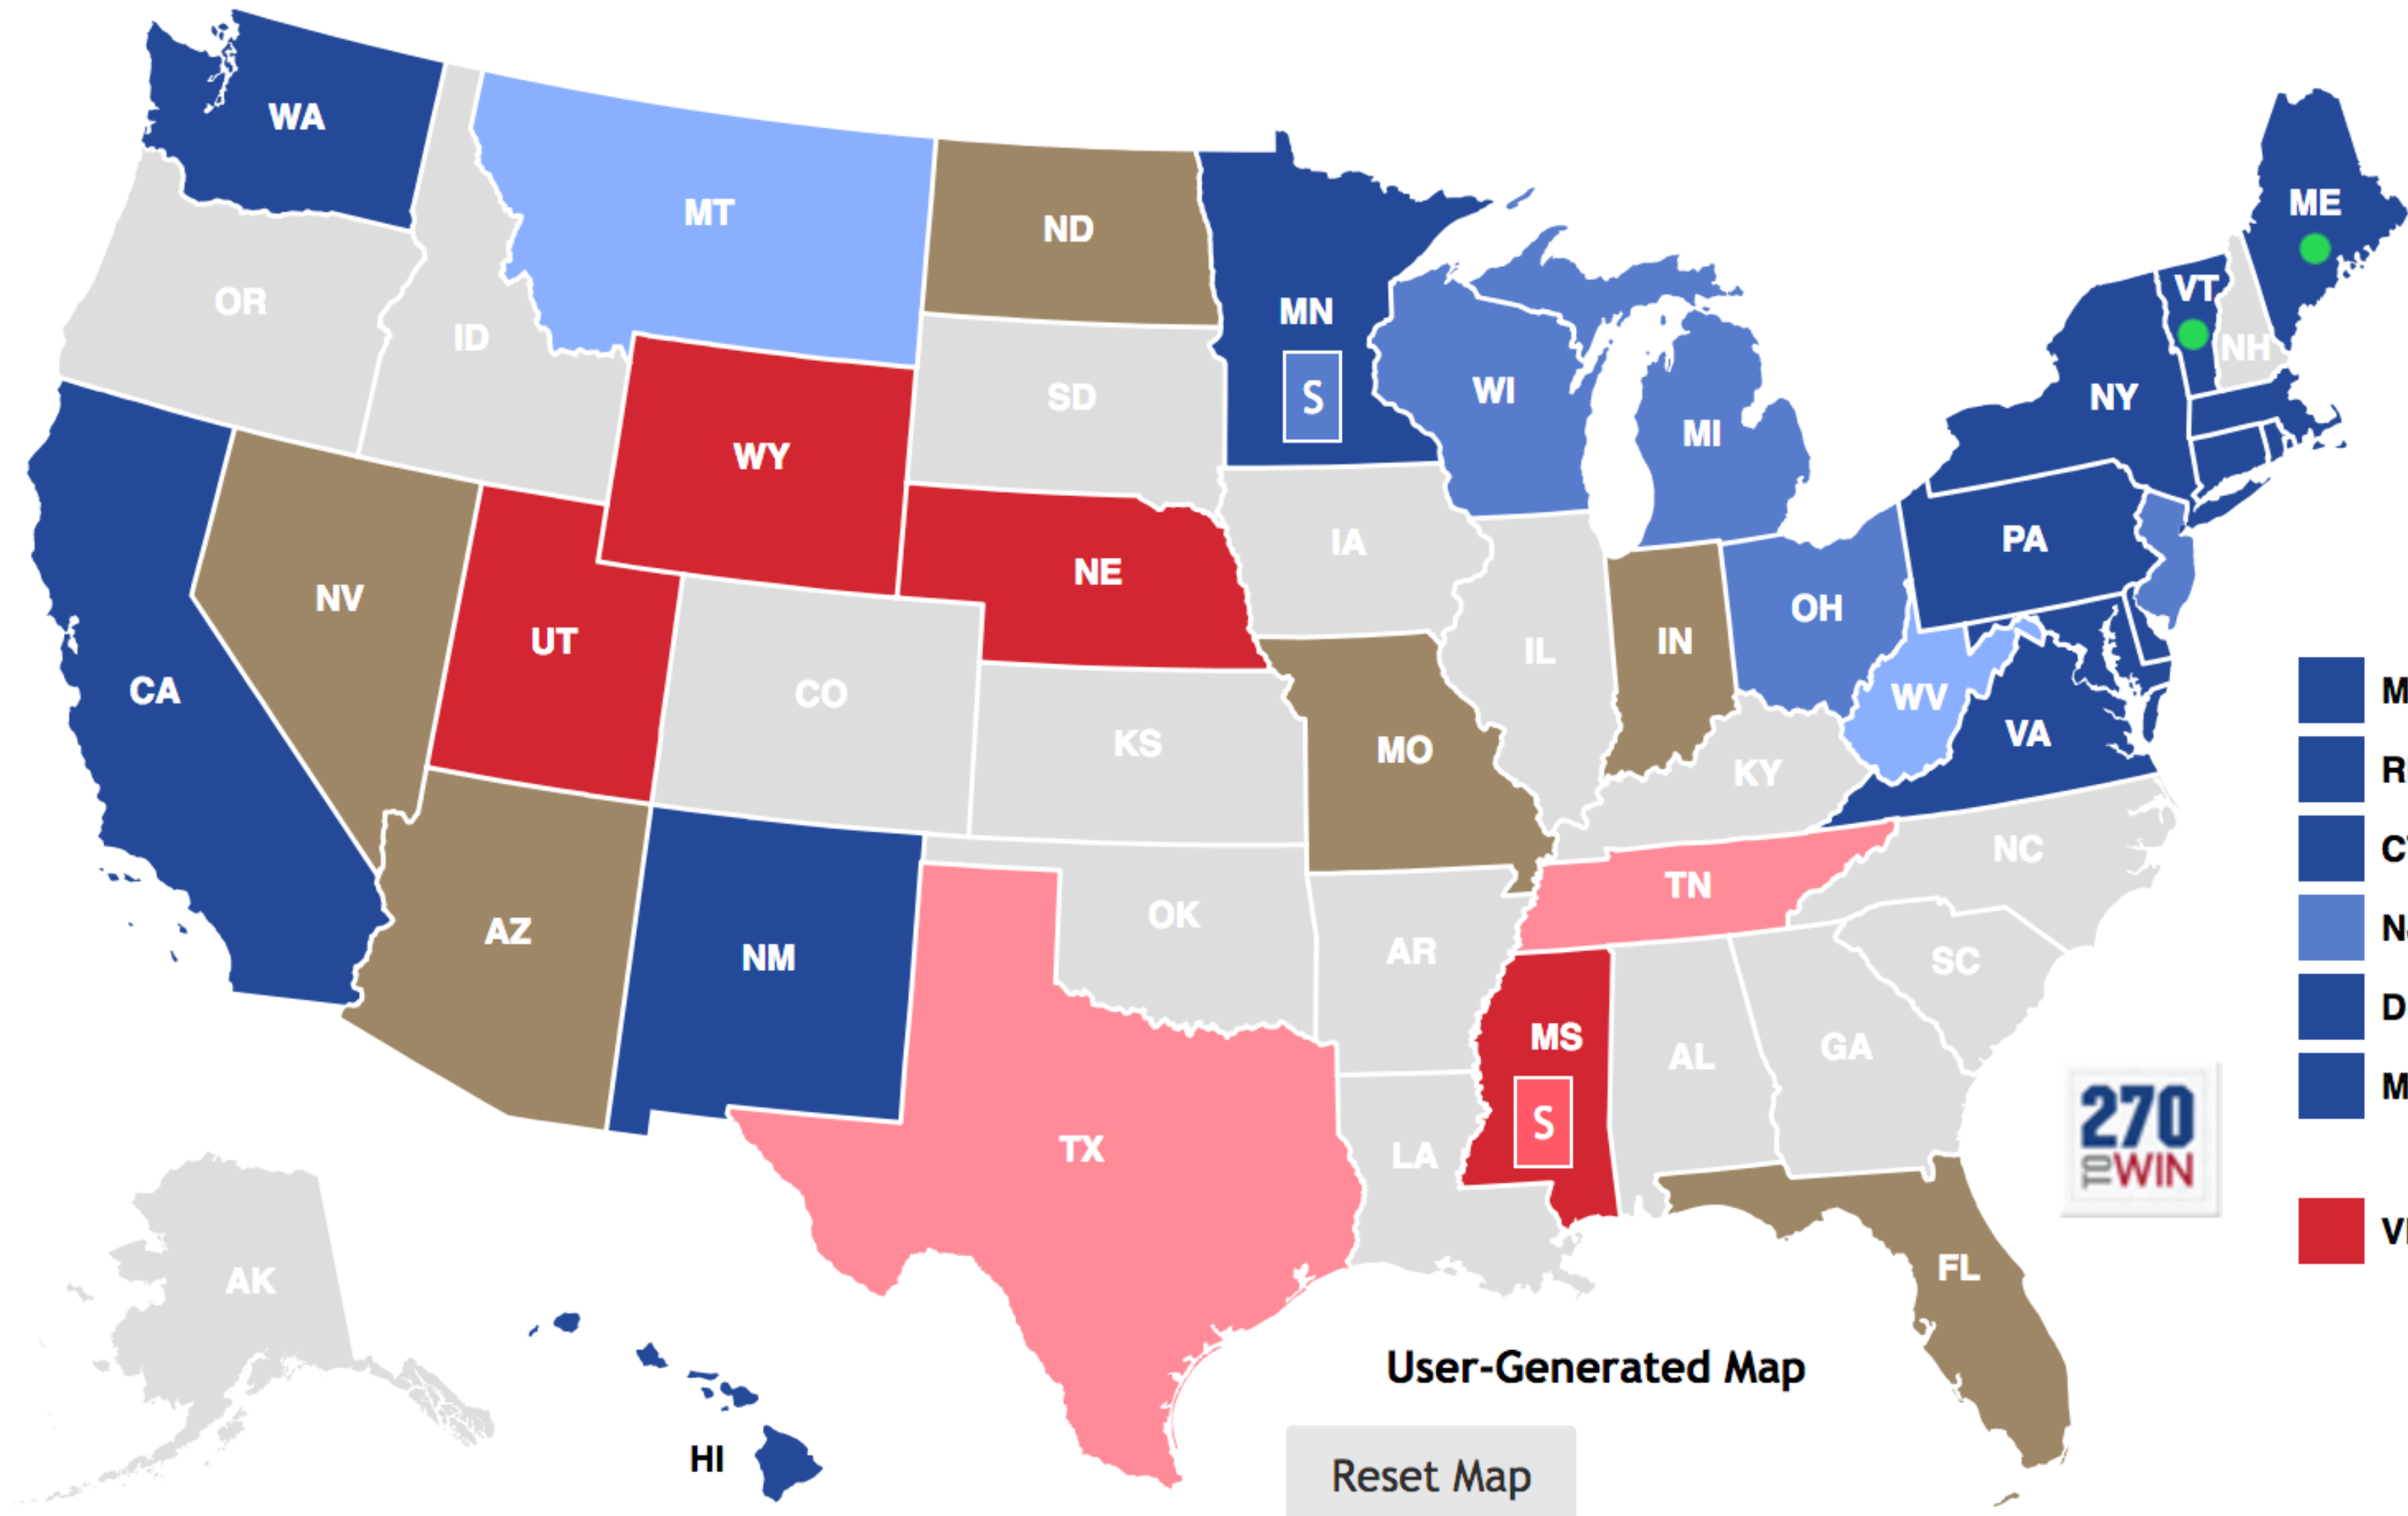 WA
MT
ND
ME
OR
ID
MN
VT
NH
SD
S
WI
NY
MI
WY
NE
IA
PA
NV
UT
OH
IL
IN
CA
CO
KS
MO
WV
VA
KY
NC
TN
AZ
NM
OK
AR
SC
MS
AL
GA
S
TX
LA
270
TO WIN
FL
AK
HI
User-Generated Map
Reset Map
M
R
C
N
D
M